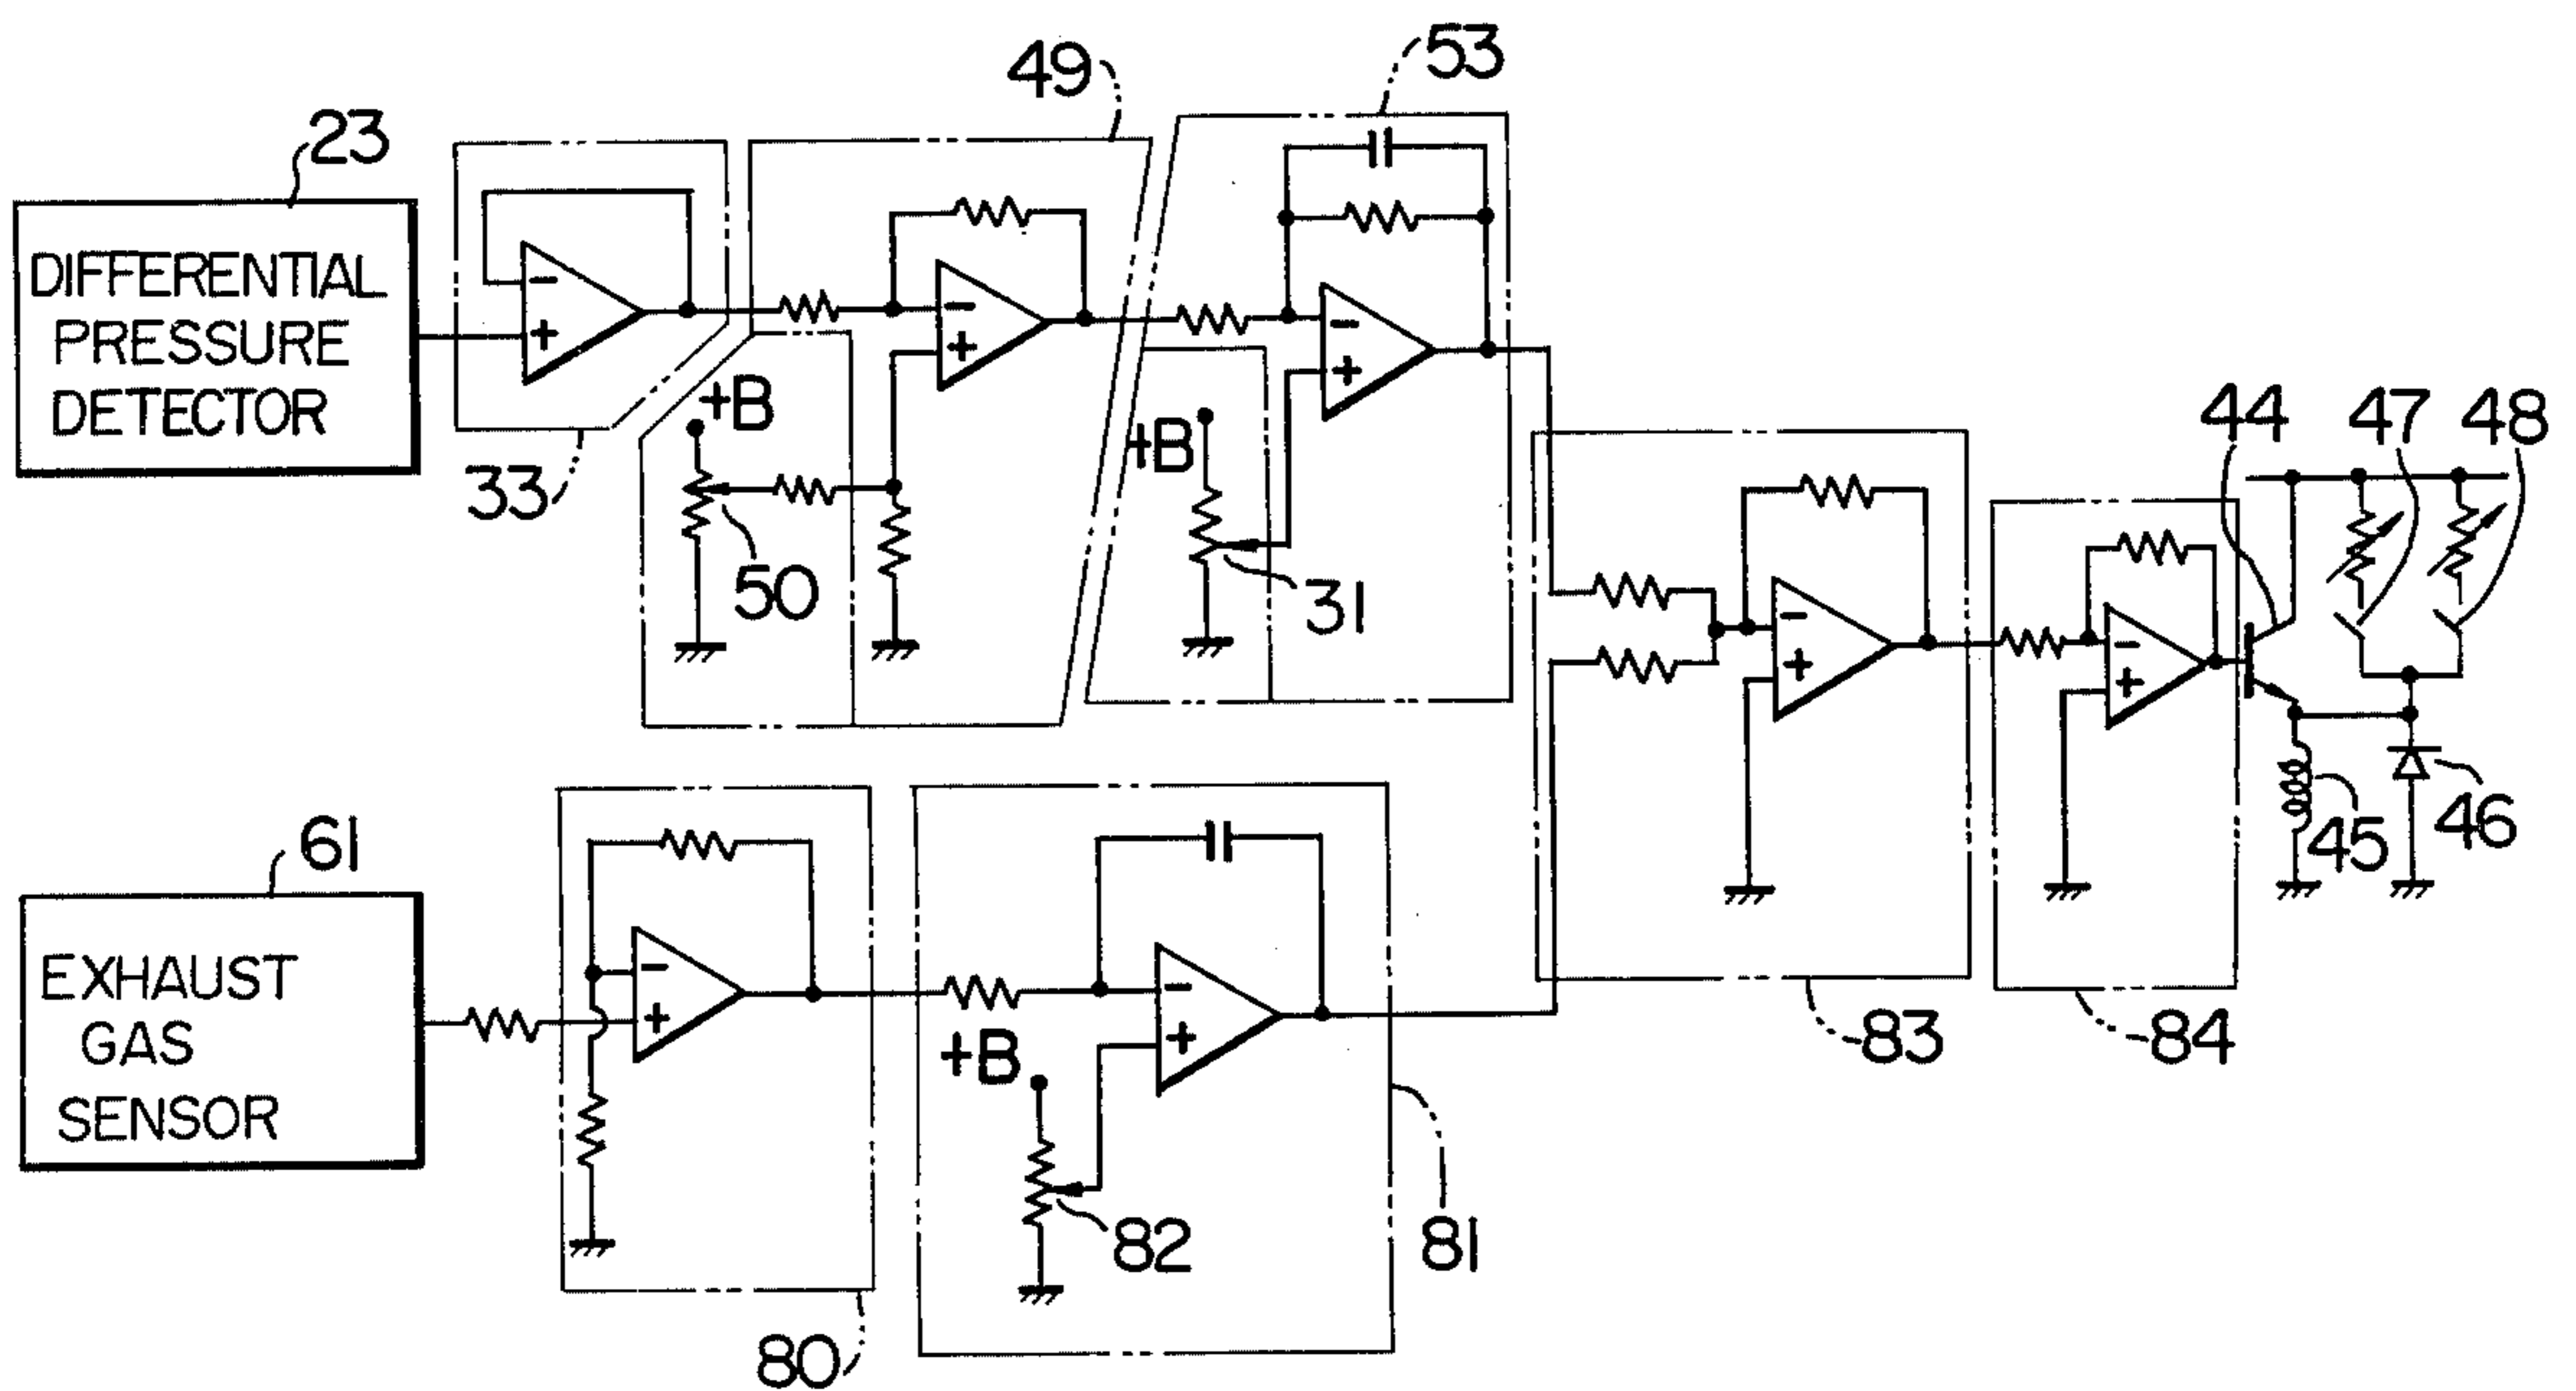 53
49
23
DIFFERENTIAL
PRESSURE
DETECTOR
33
+B
50
+B
31
44
47
48
45
46
61
EXHAUST
GAS
SENSOR
80
+B
82
81
83
84